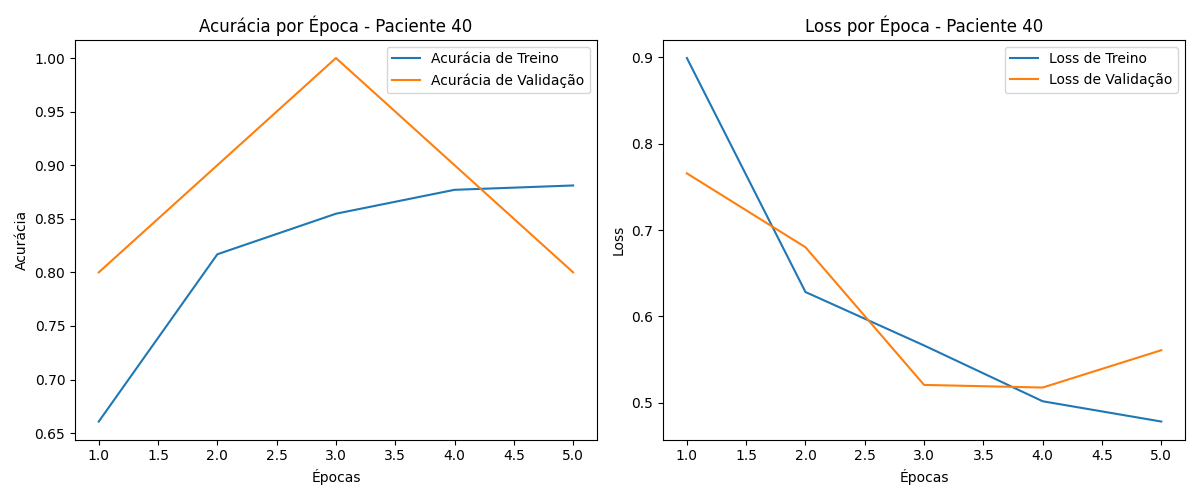 Acurácia por Época - Paciente 40
Acurácia de Treino
Acurácia de Validação
1.00
0.95
0.90
0.85
0.80
0.75
0.70
0.65
Acurácia
1.0 1.5 2.0 2.5 3.0 3.5 4.0 4.5 5.0
Épocas
Loss por Época - Paciente 40
Loss de Treino
Loss de Validação
0.9
0.8
0.7
0.6
0.5
Loss
1.0 1.5 2.0 2.5 3.0 3.5 4.0 4.5 5.0
Épocas